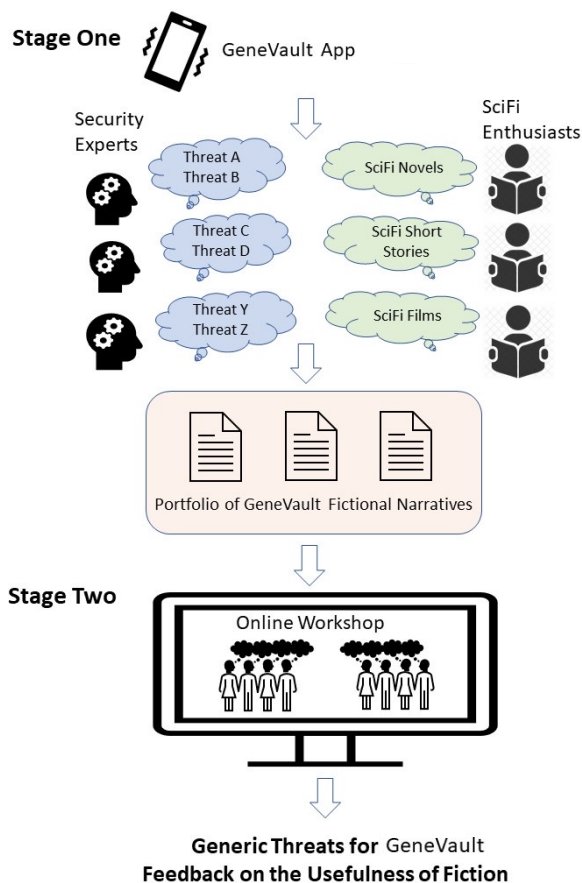 Stage One
GeneVault App
Security
Experts
SciFi
Enthusiasts
Threat A
Threat B
SciFi Novels
Threat C
Threat D
SciFi Short
Stories
Threat Y
Threat Z
SciFi Films
Portfolio of GeneVault Fictional Narratives
Stage Two
Online Workshop
Generic Threats for GeneVault
Feedback on the Usefulness of Fiction